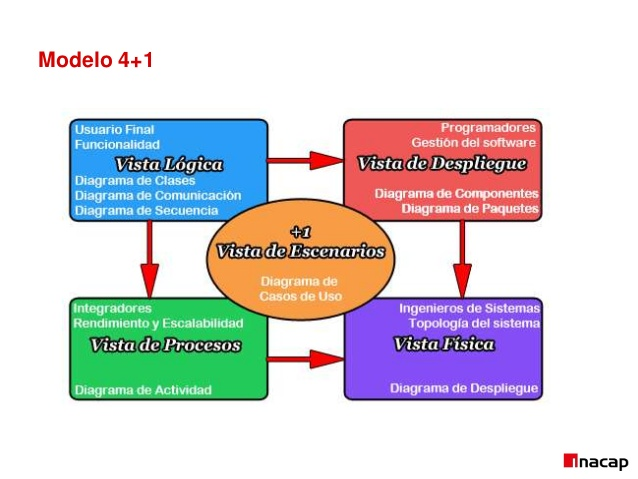 Modelo 4+1
Usuario Final
Funcionalidad
Vista Lógica
Diagrama de Clases
Diagrama de Comunicación
Diagrama de Secuencia
Programadores
Gestión del software
Vista de Despliegue
Diagrama de Componentes
Diagrama de Paquetes
+1
Vista de Escenarios
Diagrama de
Casos de Uso
Integradores
Rendimiento y Escalabilidad
Vista de Procesos
Diagrama de Actividad
Ingenieros de Sistemas
Topología del sistema
Vista Física
Diagrama de Despliegue
inacap